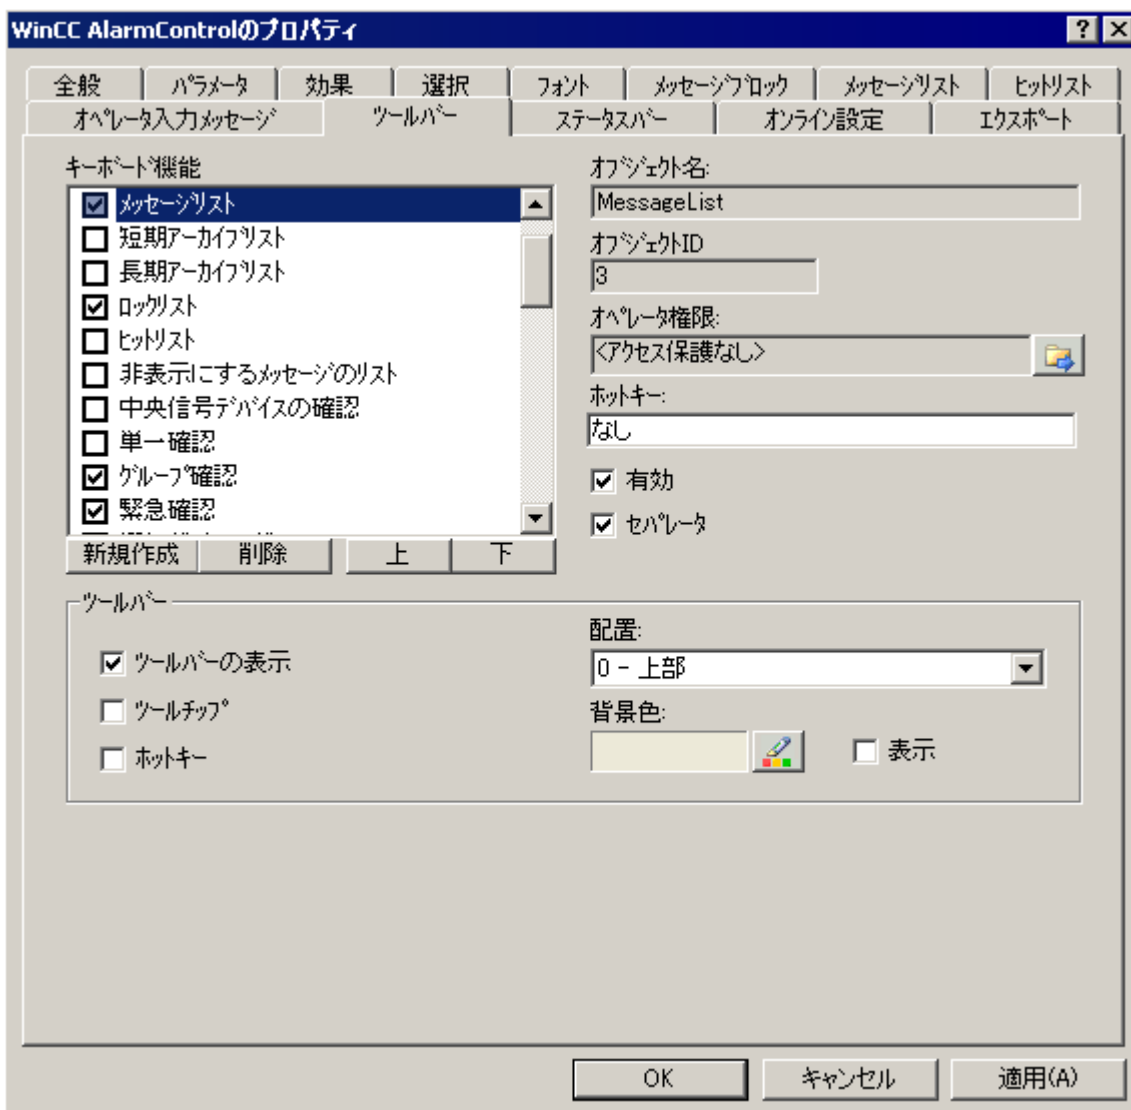 WinCC AlarmControlのプロパティ
全般 パラメータ 効果 選択 フォント メッセージブロック メッセージリスト ヒットリスト
オペレータ入力メッセージ ツールバー ステータスバー オンライン設定 エクスポート
キーボード機能
メッセージリスト
短期アーカイブリスト
長期アーカイブリスト
ロックリスト
ヒットリスト
非表示にするメッセージのリスト
中央信号デバイスの確認
単一確認
グループ確認
緊急確認
新規作成 削除 上 下
オブジェクト名:
MessageList
オブジェクトID
3
オペレータ権限:
<アクセス保護なし>
ホットキー:
なし
有効
セパレータ
ツールバー
ツールバーの表示
ツールチップ
ホットキー
配置:
0 - 上部
背景色:
表示
OK キャンセル 適用(A)